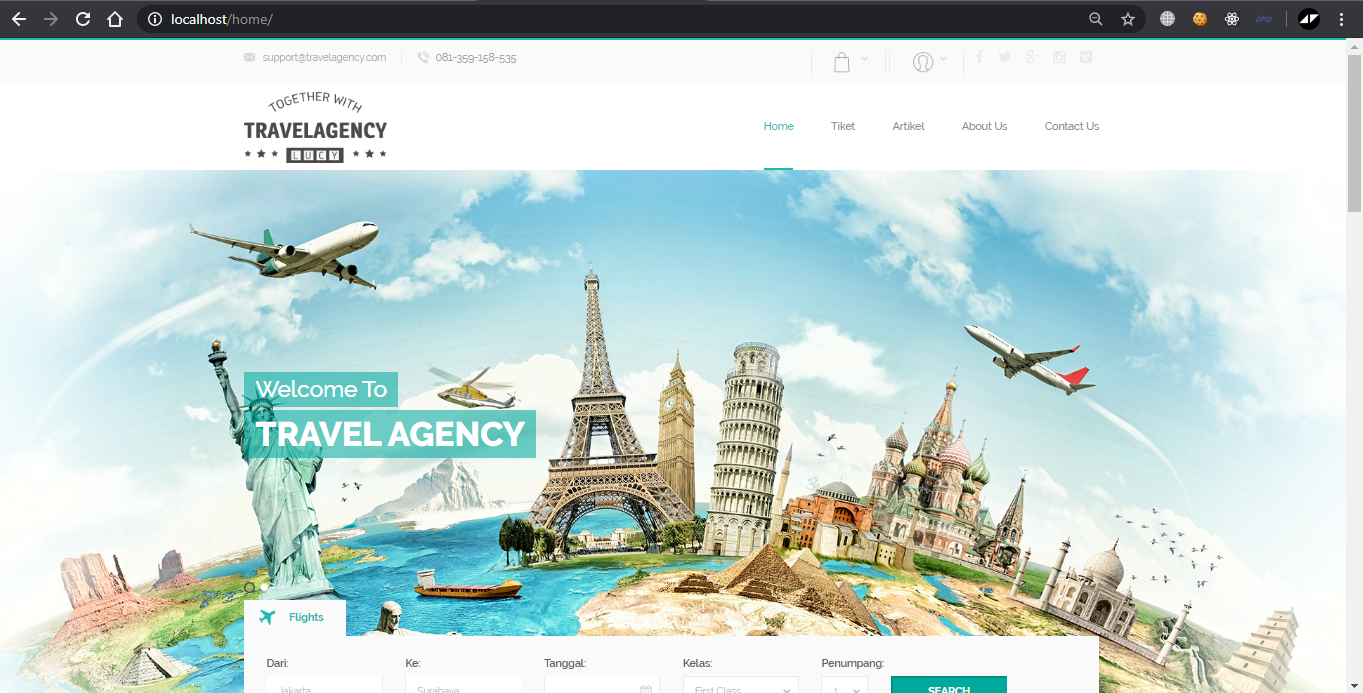 localhost/home/
php
support@travelagency.com
081-359-158-535
TOGETHER WITH
TRAVELAGENCY
LUCY
Home
Tiket
Artikel
About Us
Contact Us
Welcome To
TRAVEL AGENCY
Flights
Dari:
Ke:
Tanggal:
Kelas:
Penumpang:
Jakarta
Surabaya
First Class
1
SEARCH